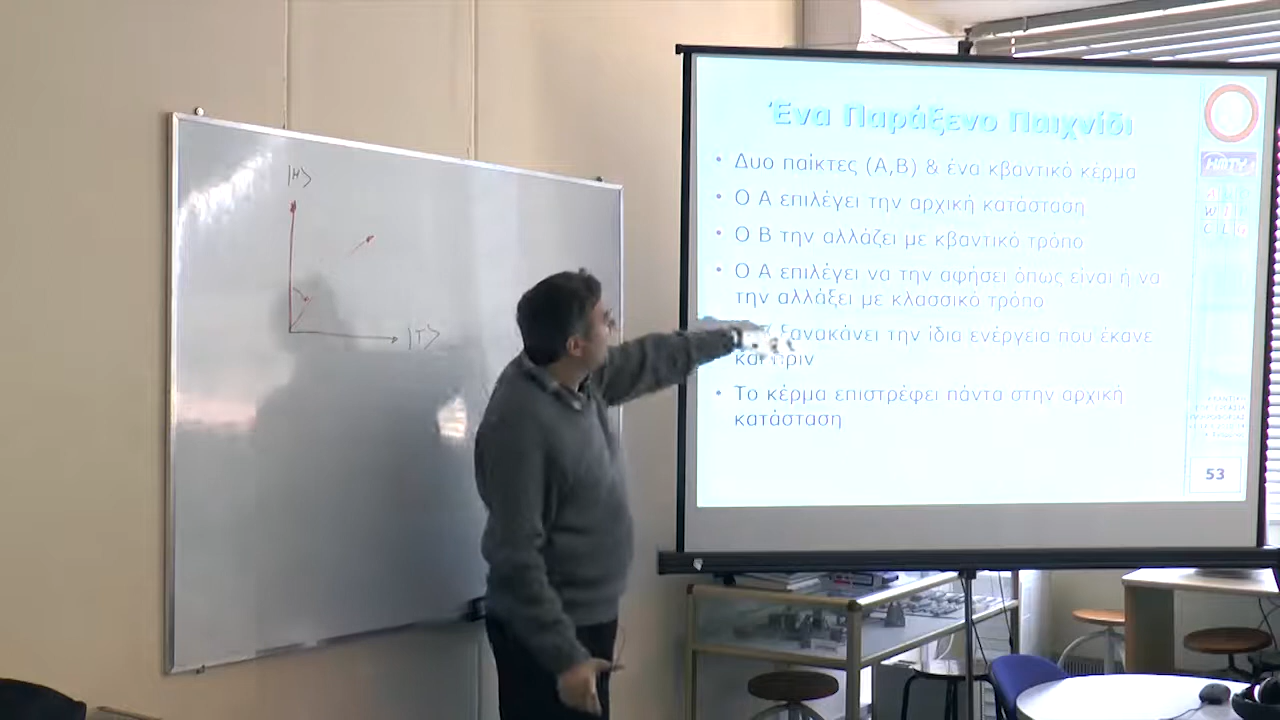 |H>
|T>
Ένα Παράξενο Παιχνίδι
• Δυο παίκτες (Α,Β) & ένα κβαντικό κέρμα
• Ο Α επιλέγει την αρχική κατάσταση
• Ο Β την αλλάζει με κβαντικό τρόπο
• Ο Α επιλέγει να την αφήσει όπως είναι ή να
την αλλάξει με κλασσικό τρόπο
ξανακάνει την ίδια ενέργεια που έκανε
και πριν
• Το κέρμα επιστρέφει πάντα στην αρχική
κατάσταση
53